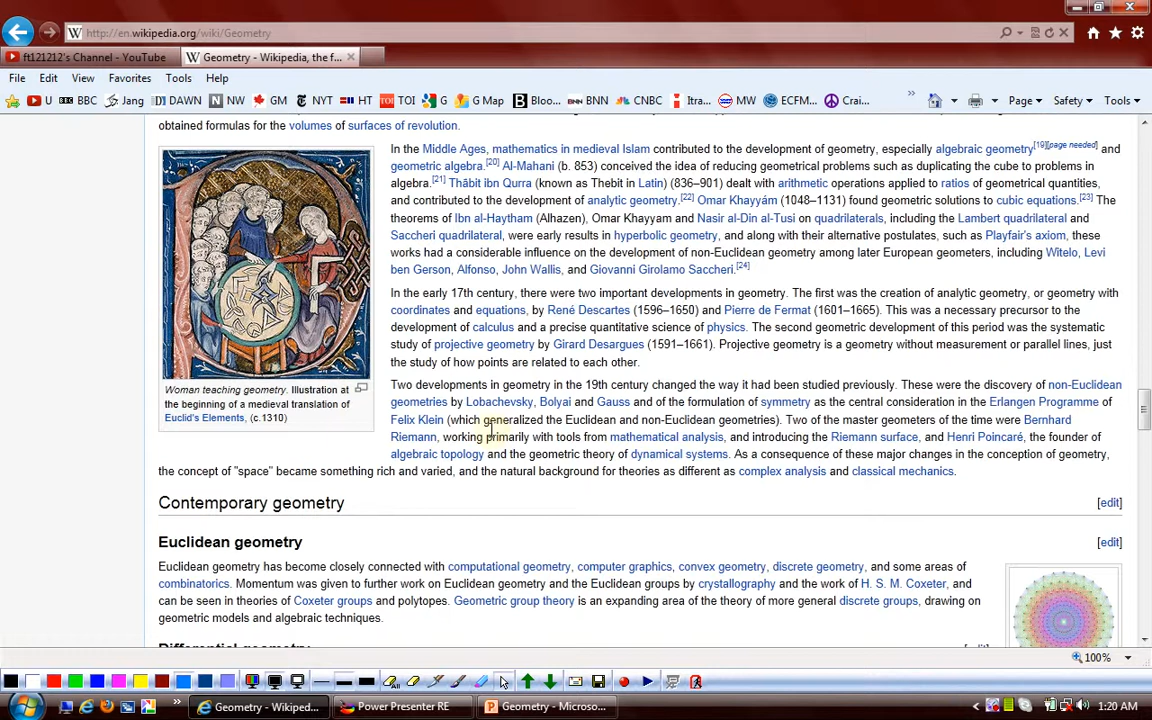 http://en.wikipedia.org/wiki/Geometry
ft121212's Channel - YouTube
Geometry - Wikipedia, the f...
File Edit View Favorites Tools Help
U BBC Jang DAWN NW GM NYT HT TOI G G Map Bloo... BNN CNBC Itra... MW ECFM... Crai... » Page Safety Tools
obtained formulas for the volumes of surfaces of revolution.
In the Middle Ages, mathematics in medieval Islam contributed to the development of geometry, especially algebraic geometry[19][page needed] and
geometric algebra.[20] Al-Mahani (b. 853) conceived the idea of reducing geometrical problems such as duplicating the cube to problems in
algebra.[21] Thābit ibn Qurra (known as Thebit in Latin) (836–901) dealt with arithmetic operations applied to ratios of geometrical quantities,
and contributed to the development of analytic geometry.[22] Omar Khayyám (1048–1131) found geometric solutions to cubic equations.[23] The
theorems of Ibn al-Haytham (Alhazen), Omar Khayyam and Nasir al-Din al-Tusi on quadrilaterals, including the Lambert quadrilateral and
Saccheri quadrilateral, were early results in hyperbolic geometry, and along with their alternative postulates, such as Playfair's axiom, these
works had a considerable influence on the development of non-Euclidean geometry among later European geometers, including Witelo, Levi
ben Gerson, Alfonso, John Wallis, and Giovanni Girolamo Saccheri.[24]
In the early 17th century, there were two important developments in geometry. The first was the creation of analytic geometry, or geometry with
coordinates and equations, by René Descartes (1596–1650) and Pierre de Fermat (1601–1665). This was a necessary precursor to the
development of calculus and a precise quantitative science of physics. The second geometric development of this period was the systematic
study of projective geometry by Girard Desargues (1591–1661). Projective geometry is a geometry without measurement or parallel lines, just
the study of how points are related to each other.
Woman teaching geometry. Illustration at
the beginning of a medieval translation of
Euclid's Elements, (c.1310)
Two developments in geometry in the 19th century changed the way it had been studied previously. These were the discovery of non-Euclidean
geometries by Lobachevsky, Bolyai and Gauss and of the formulation of symmetry as the central consideration in the Erlangen Programme of
Felix Klein (which generalized the Euclidean and non-Euclidean geometries). Two of the master geometers of the time were Bernhard
Riemann, working primarily with tools from mathematical analysis, and introducing the Riemann surface, and Henri Poincaré, the founder of
algebraic topology and the geometric theory of dynamical systems. As a consequence of these major changes in the conception of geometry,
the concept of "space" became something rich and varied, and the natural background for theories as different as complex analysis and classical mechanics.
Contemporary geometry [edit]
Euclidean geometry [edit]
Euclidean geometry has become closely connected with computational geometry, computer graphics, convex geometry, discrete geometry, and some areas of
combinatorics. Momentum was given to further work on Euclidean geometry and the Euclidean groups by crystallography and the work of H. S. M. Coxeter, and
can be seen in theories of Coxeter groups and polytopes. Geometric group theory is an expanding area of the theory of more general discrete groups, drawing on
geometric models and algebraic techniques.
Differential geometry [edit]
100%
Geometry - Wikiped... Power Presenter RE Geometry - Microso... 1:20 AM